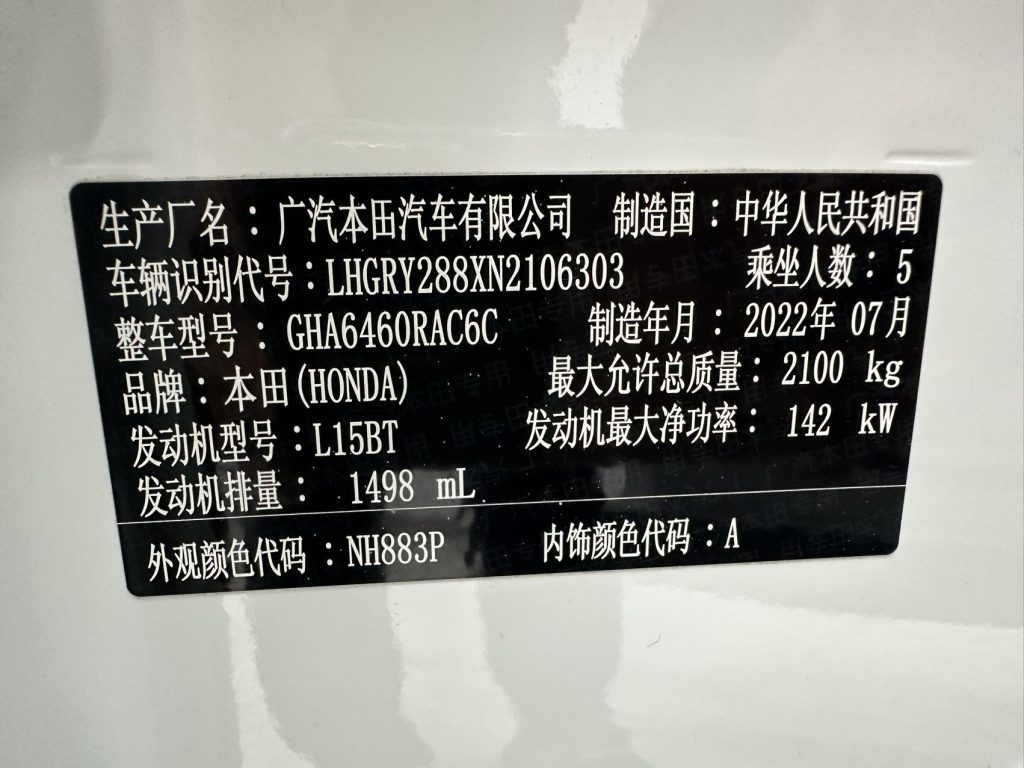 生产厂名：广汽本田汽车有限公司 制造国：中华人民共和国
车辆识别代号：LHGRY288XN2106303 乘坐人数：5
整车型号：GHA6460RAC6C 制造年月：2022年 07月
品牌：本田(HONDA) 最大允许总质量：2100 kg
发动机型号：L15BT 发动机最大净功率：142 kW
发动机排量：1498 mL
外观颜色代码：NH883P 内饰颜色代码：A